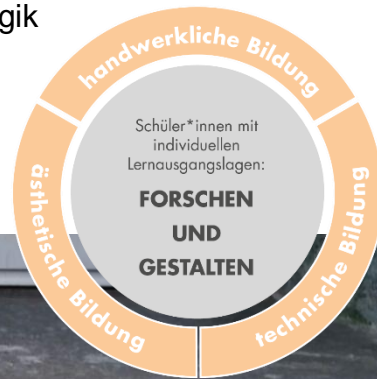 gik
handwerkliche Bildung
Schüler*innen mit
individuellen
Lernausgangslagen:
FORSCHEN
UND
GESTALTEN
ästhetische Bildung
technische Bildung